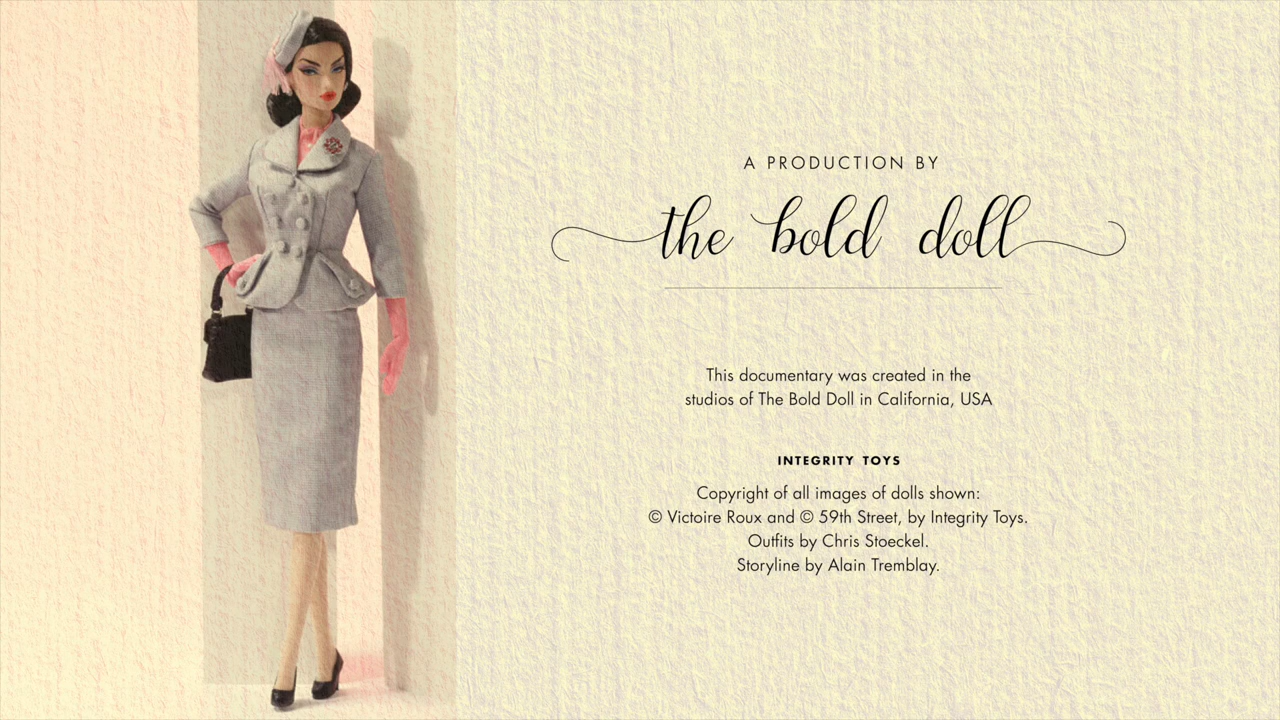 A PRODUCTION BY
the bold doll
This documentary was created in the
studios of The Bold Doll in California, USA
INTEGRITY TOYS
Copyright of all images of dolls shown:
© Victoire Roux and © 59th Street, by Integrity Toys.
Outfits by Chris Stoeckel.
Storyline by Alain Tremblay.